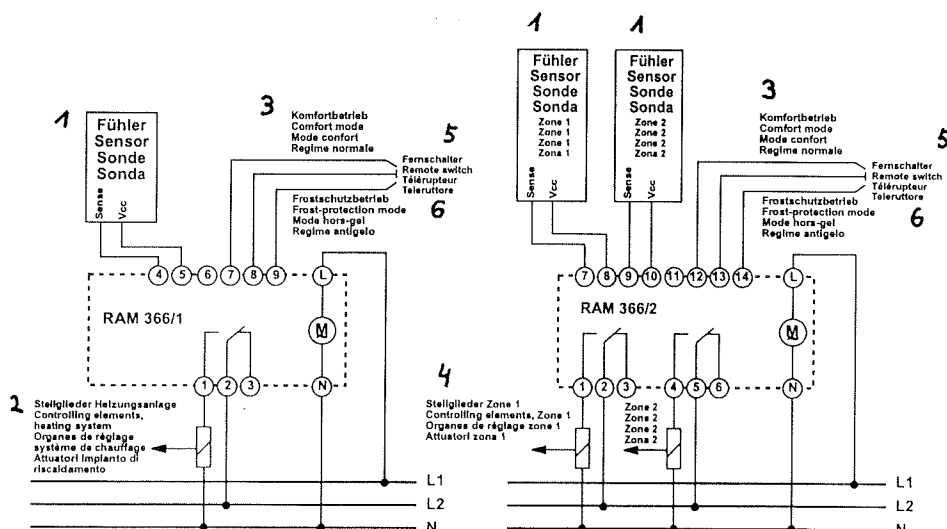 1
Fühler
Sensor
Sonde
Sonda
Sense
Vcc
3
Komfortbetrieb
Comfort mode
Mode confort
Regime normale
5
Fernschalter
Remote switch
Télérupteur
Teleruttore
Frostschutzbetrieb
Frost-protection mode
Mode hors-gel
Regime antigelo
6
4 5 6 7 8 9 L
RAM 366/1
M
1 2 3 N
2
Stellglieder Heizungsanlage
Controlling elements,
heating system
Organes de réglage
système de chauffage
Attuatori impianto di
riscaldamento
L1
L2
N
1
Fühler
Sensor
Sonde
Sonda
Zone 1
Zone 1
Zone 1
Zona 1
Sense
Vcc
1
Fühler
Sensor
Sonde
Sonda
Zone 2
Zone 2
Zone 2
Zona 2
Sense
Vcc
3
Komfortbetrieb
Comfort mode
Mode confort
Regime normale
5
Fernschalter
Remote switch
Télérupteur
Teleruttore
Frostschutzbetrieb
Frost-protection mode
Mode hors-gel
Regime antigelo
6
7 8 9 10 11 12 13 14 L
RAM 366/2
M
1 2 3 4 5 6 N
4
Stellglieder Zone 1
Controlling elements, Zone 1
Organes de réglage zone 1
Attuatori zona 1
Zone 2
Zone 2
Zone 2
Zona 2
L1
L2
N